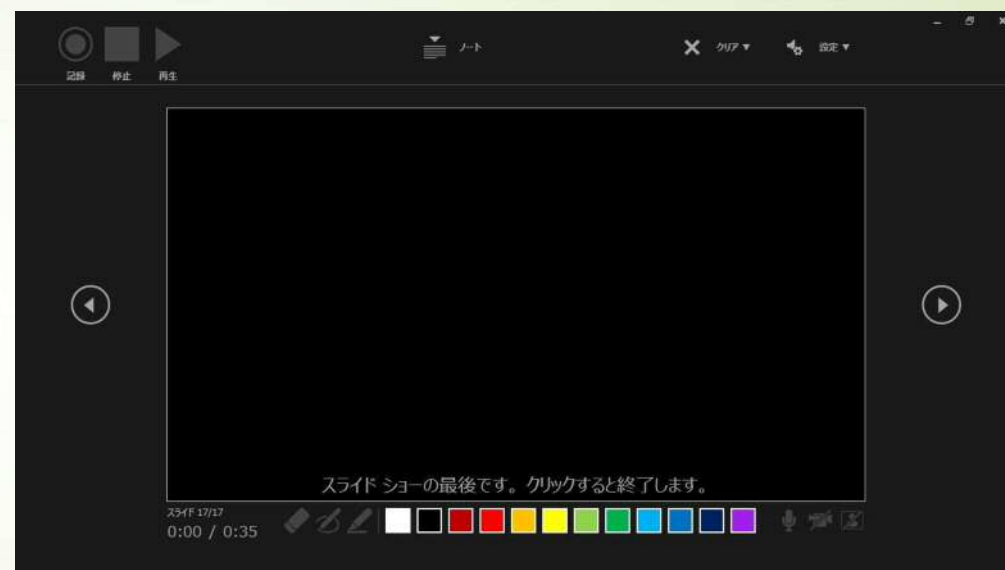 ノート
クリア
設定
記録
停止
再生
スライド ショーの最後です。クリックすると終了します。
スライド 17/17
0:00 / 0:35